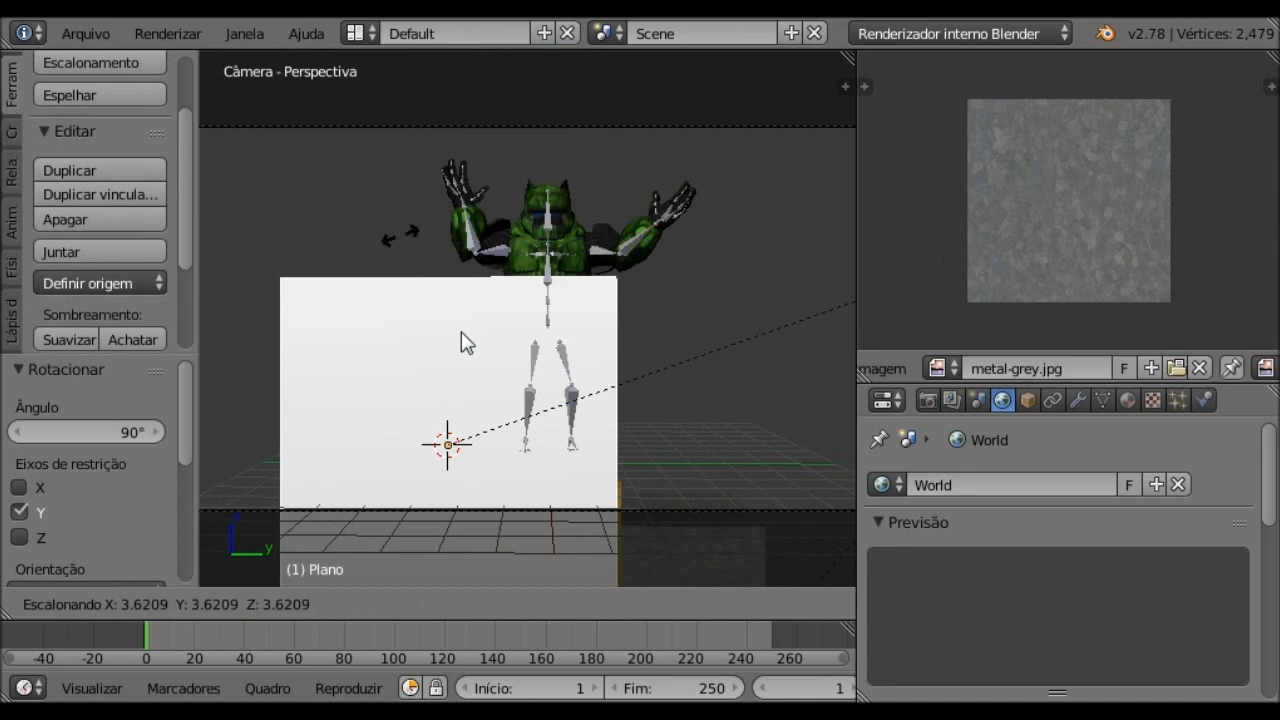 Arquivo Renderizar Janela Ajuda Default Scene Renderizador interno Blender v2.78 | Vértices: 2,479
Escalonamento
Espelhar
Editar
Duplicar
Duplicar vincula...
Apagar
Juntar
Definir origem
Sombreamento:
Suavizar Achatar
Rotacionar
Ângulo
90°
Eixos de restrição
X
Y
Z
Orientação
Ferram
Cr
Rela
Anim
Físi
Lápis d
Câmera - Perspectiva
z
y
(1) Plano
Escalonando X: 3.6209 Y: 3.6209 Z: 3.6209
-40 -20 0 20 40 60 80 100 120 140 160 180 200 220 240 260
Visualizar Marcadores Quadro Reproduzir Início: 1 Fim: 250 1
magem metal-grey.jpg F
World
World F
Previsão